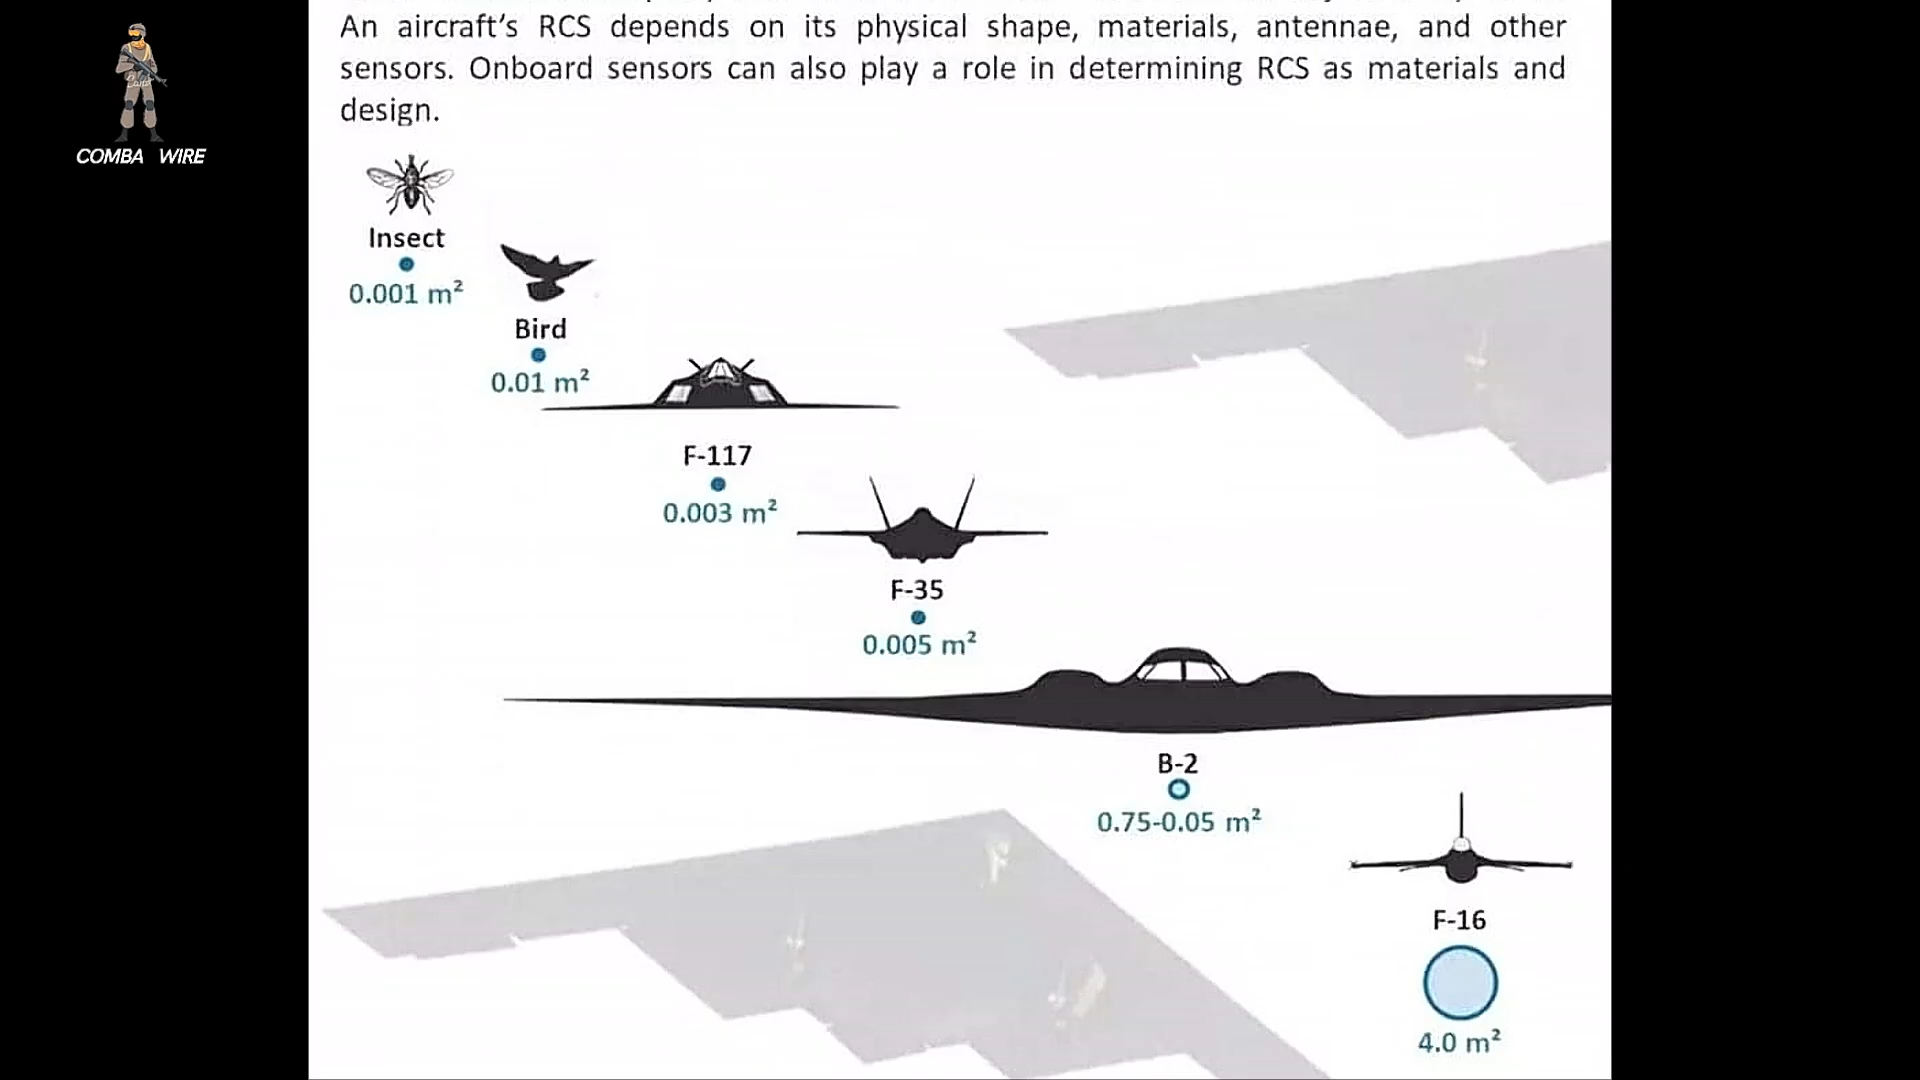 An aircraft's RCS depends on its physical shape, materials, antennae, and other
sensors. Onboard sensors can also play a role in determining RCS as materials and
design.
COMBA WIRE
Insect
0.001 m²
Bird
0.01 m²
F-117
0.003 m²
F-35
0.005 m²
B-2
0.75-0.05 m²
F-16
4.0 m²